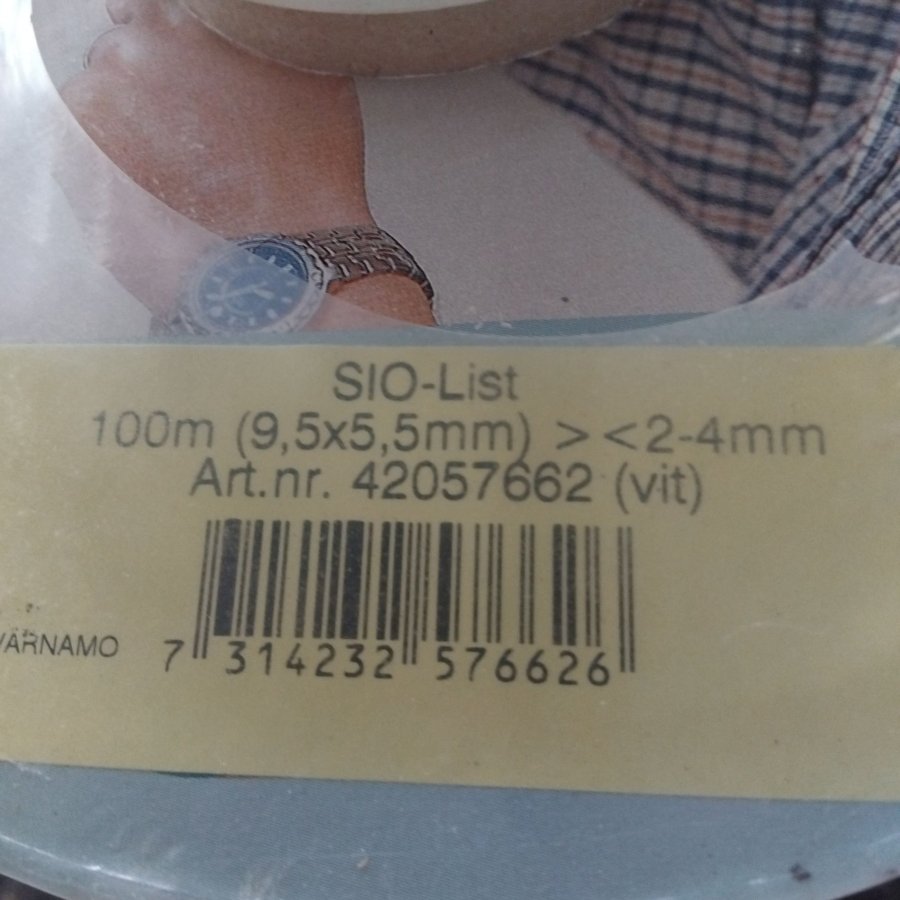 SIO-List
100m (9,5x5,5mm) > <2-4mm
Art.nr. 42057662 (vit)
VÄRNAMO
7 314232 576626